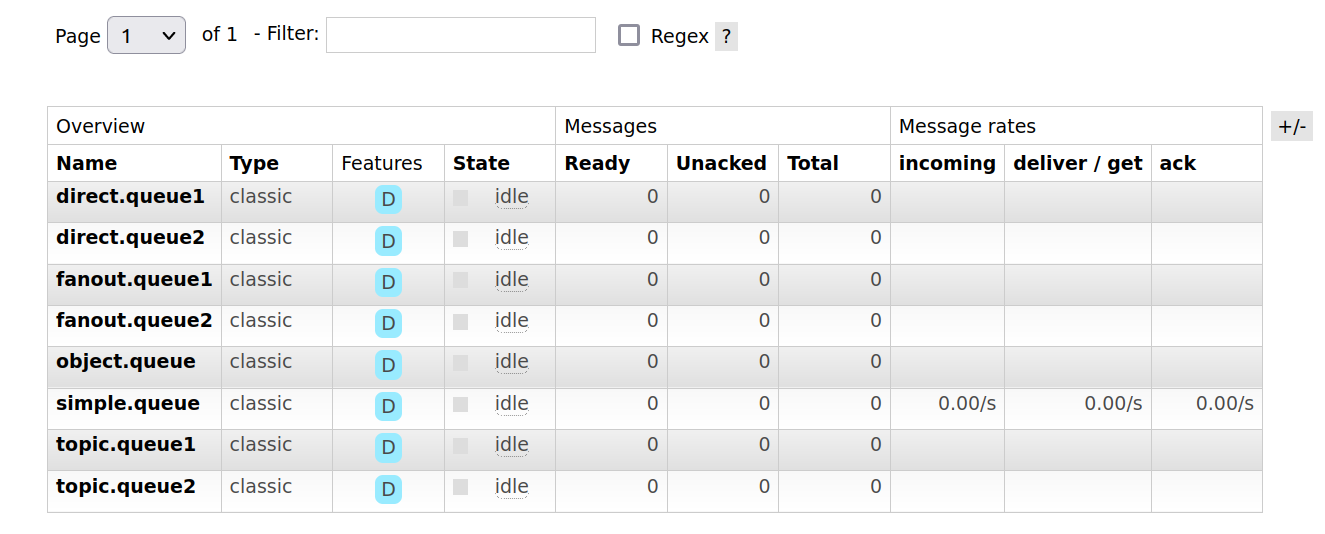 Page 1 of 1 - Filter: Regex ?
Overview Messages Message rates +/-
Name Type Features State Ready Unacked Total incoming deliver / get ack
direct.queue1 classic D idle 0 0 0
direct.queue2 classic D idle 0 0 0
fanout.queue1 classic D idle 0 0 0
fanout.queue2 classic D idle 0 0 0
object.queue classic D idle 0 0 0
simple.queue classic D idle 0 0 0 0.00/s 0.00/s 0.00/s
topic.queue1 classic D idle 0 0 0
topic.queue2 classic D idle 0 0 0